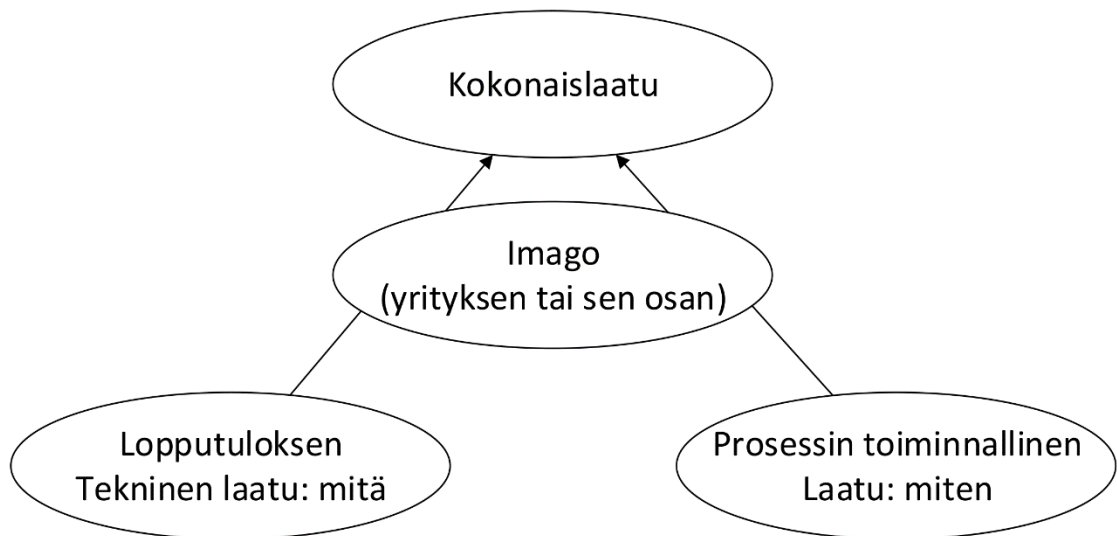 Kokonaislaatu
Imago
(yrityksen tai sen osan)
Lopputuloksen
Tekninen laatu: mitä
Prosessin toiminnallinen
Laatu: miten